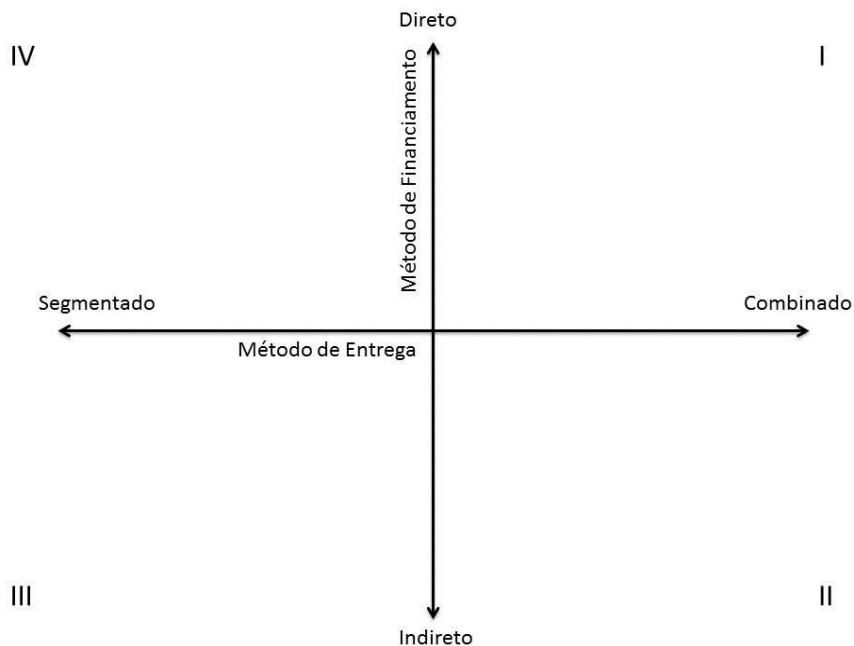 Direto
IV
I
Método de Financiamento
Segmentado
Combinado
Método de Entrega
III
II
Indireto